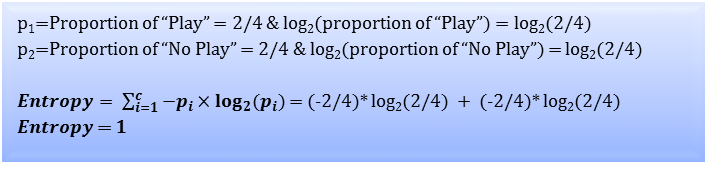 p₁=Proportion of “Play” = 2/4 & log₂(proportion of “Play”) = log₂(2/4)
p₂=Proportion of “No Play” = 2/4 & log₂(proportion of “No Play”) = log₂(2/4)
Entropy = ∑ᶜᵢ₌₁ −pᵢ × log₂(pᵢ) = (-2/4)* log₂(2/4) + (-2/4)* log₂(2/4)
Entropy = 1